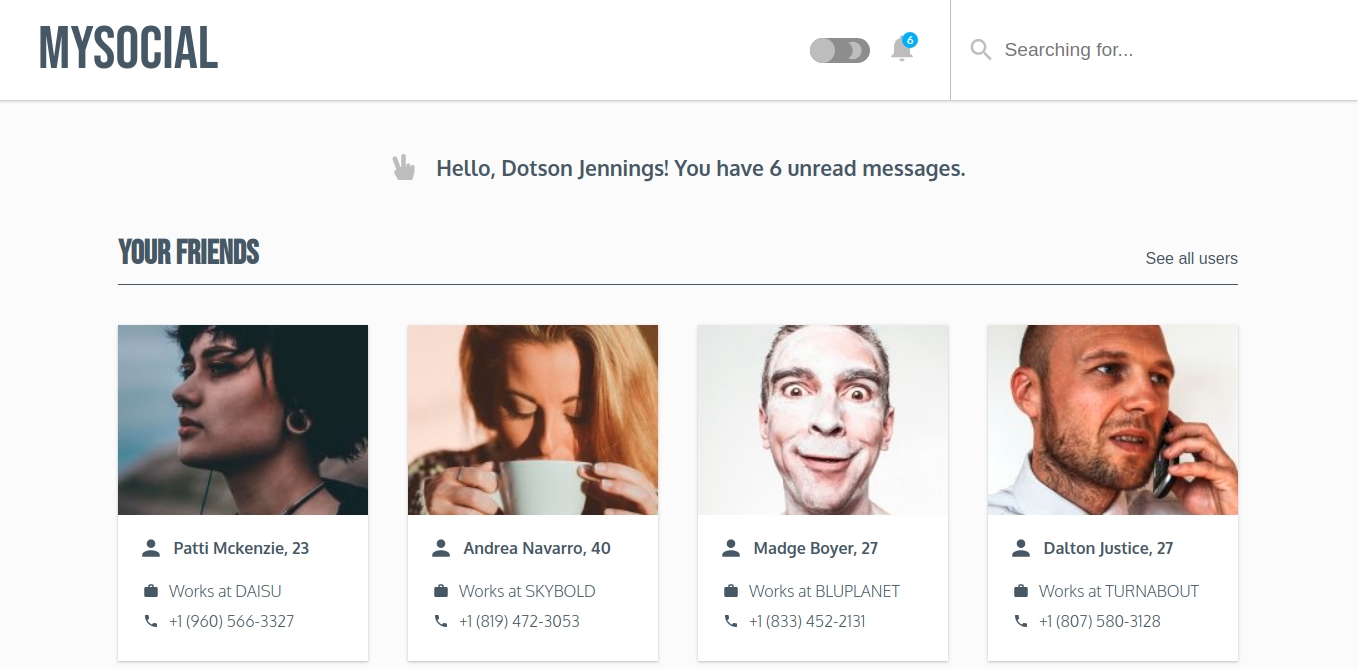 MYSOCIAL
6
Searching for...
Hello, Dotson Jennings! You have 6 unread messages.
YOUR FRIENDS
See all users
Patti Mckenzie, 23
Works at DAISU
+1 (960) 566-3327
Andrea Navarro, 40
Works at SKYBOLD
+1 (819) 472-3053
Madge Boyer, 27
Works at BLUPLANET
+1 (833) 452-2131
Dalton Justice, 27
Works at TURNABOUT
+1 (807) 580-3128